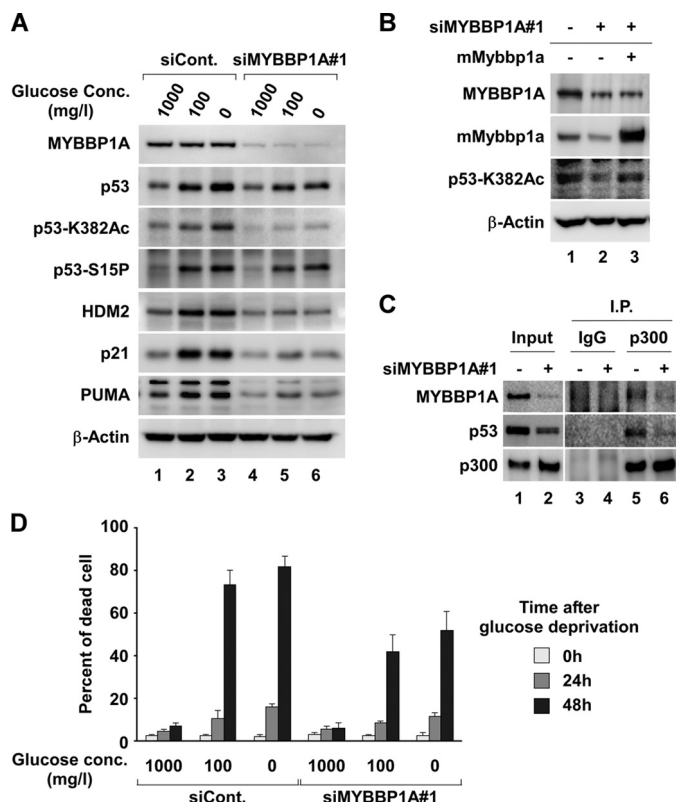 A
siCont. siMYBBP1A#1
Glucose Conc.
(mg/l)
1000 100 0 1000 100 0
MYBBP1A
p53
p53-K382Ac
p53-S15P
HDM2
p21
PUMA
β-Actin
1 2 3 4 5 6
B
siMYBBP1A#1 - + +
mMybbp1a +
MYBBP1A
mMybbp1a
p53-K382Ac
β-Actin
1 2 3
C
I.P.
Input IgG p300
siMYBBP1A#1 - + - + - +
MYBBP1A
p53
p300
1 2 3 4 5 6
D
Percent of dead cell
100
80
60
40
20
0
Glucose conc.
(mg/l)
1000 100 0 1000 100 0
siCont. siMYBBP1A#1
Time after
glucose deprivation
0h
24h
48h